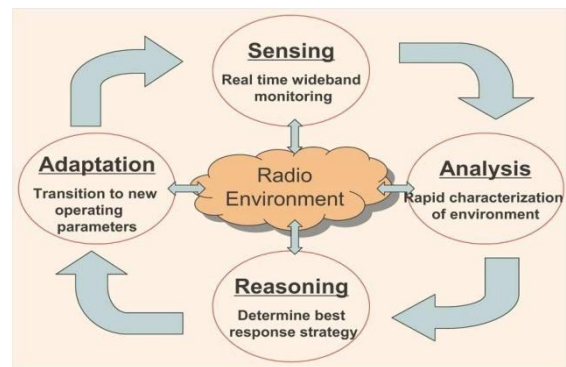 Sensing
Real time wideband
monitoring
Adaptation
Transition to new
operating
parameters
Radio
Environment
Analysis
Rapid characterization
of environment
Reasoning
Determine best
response strategy